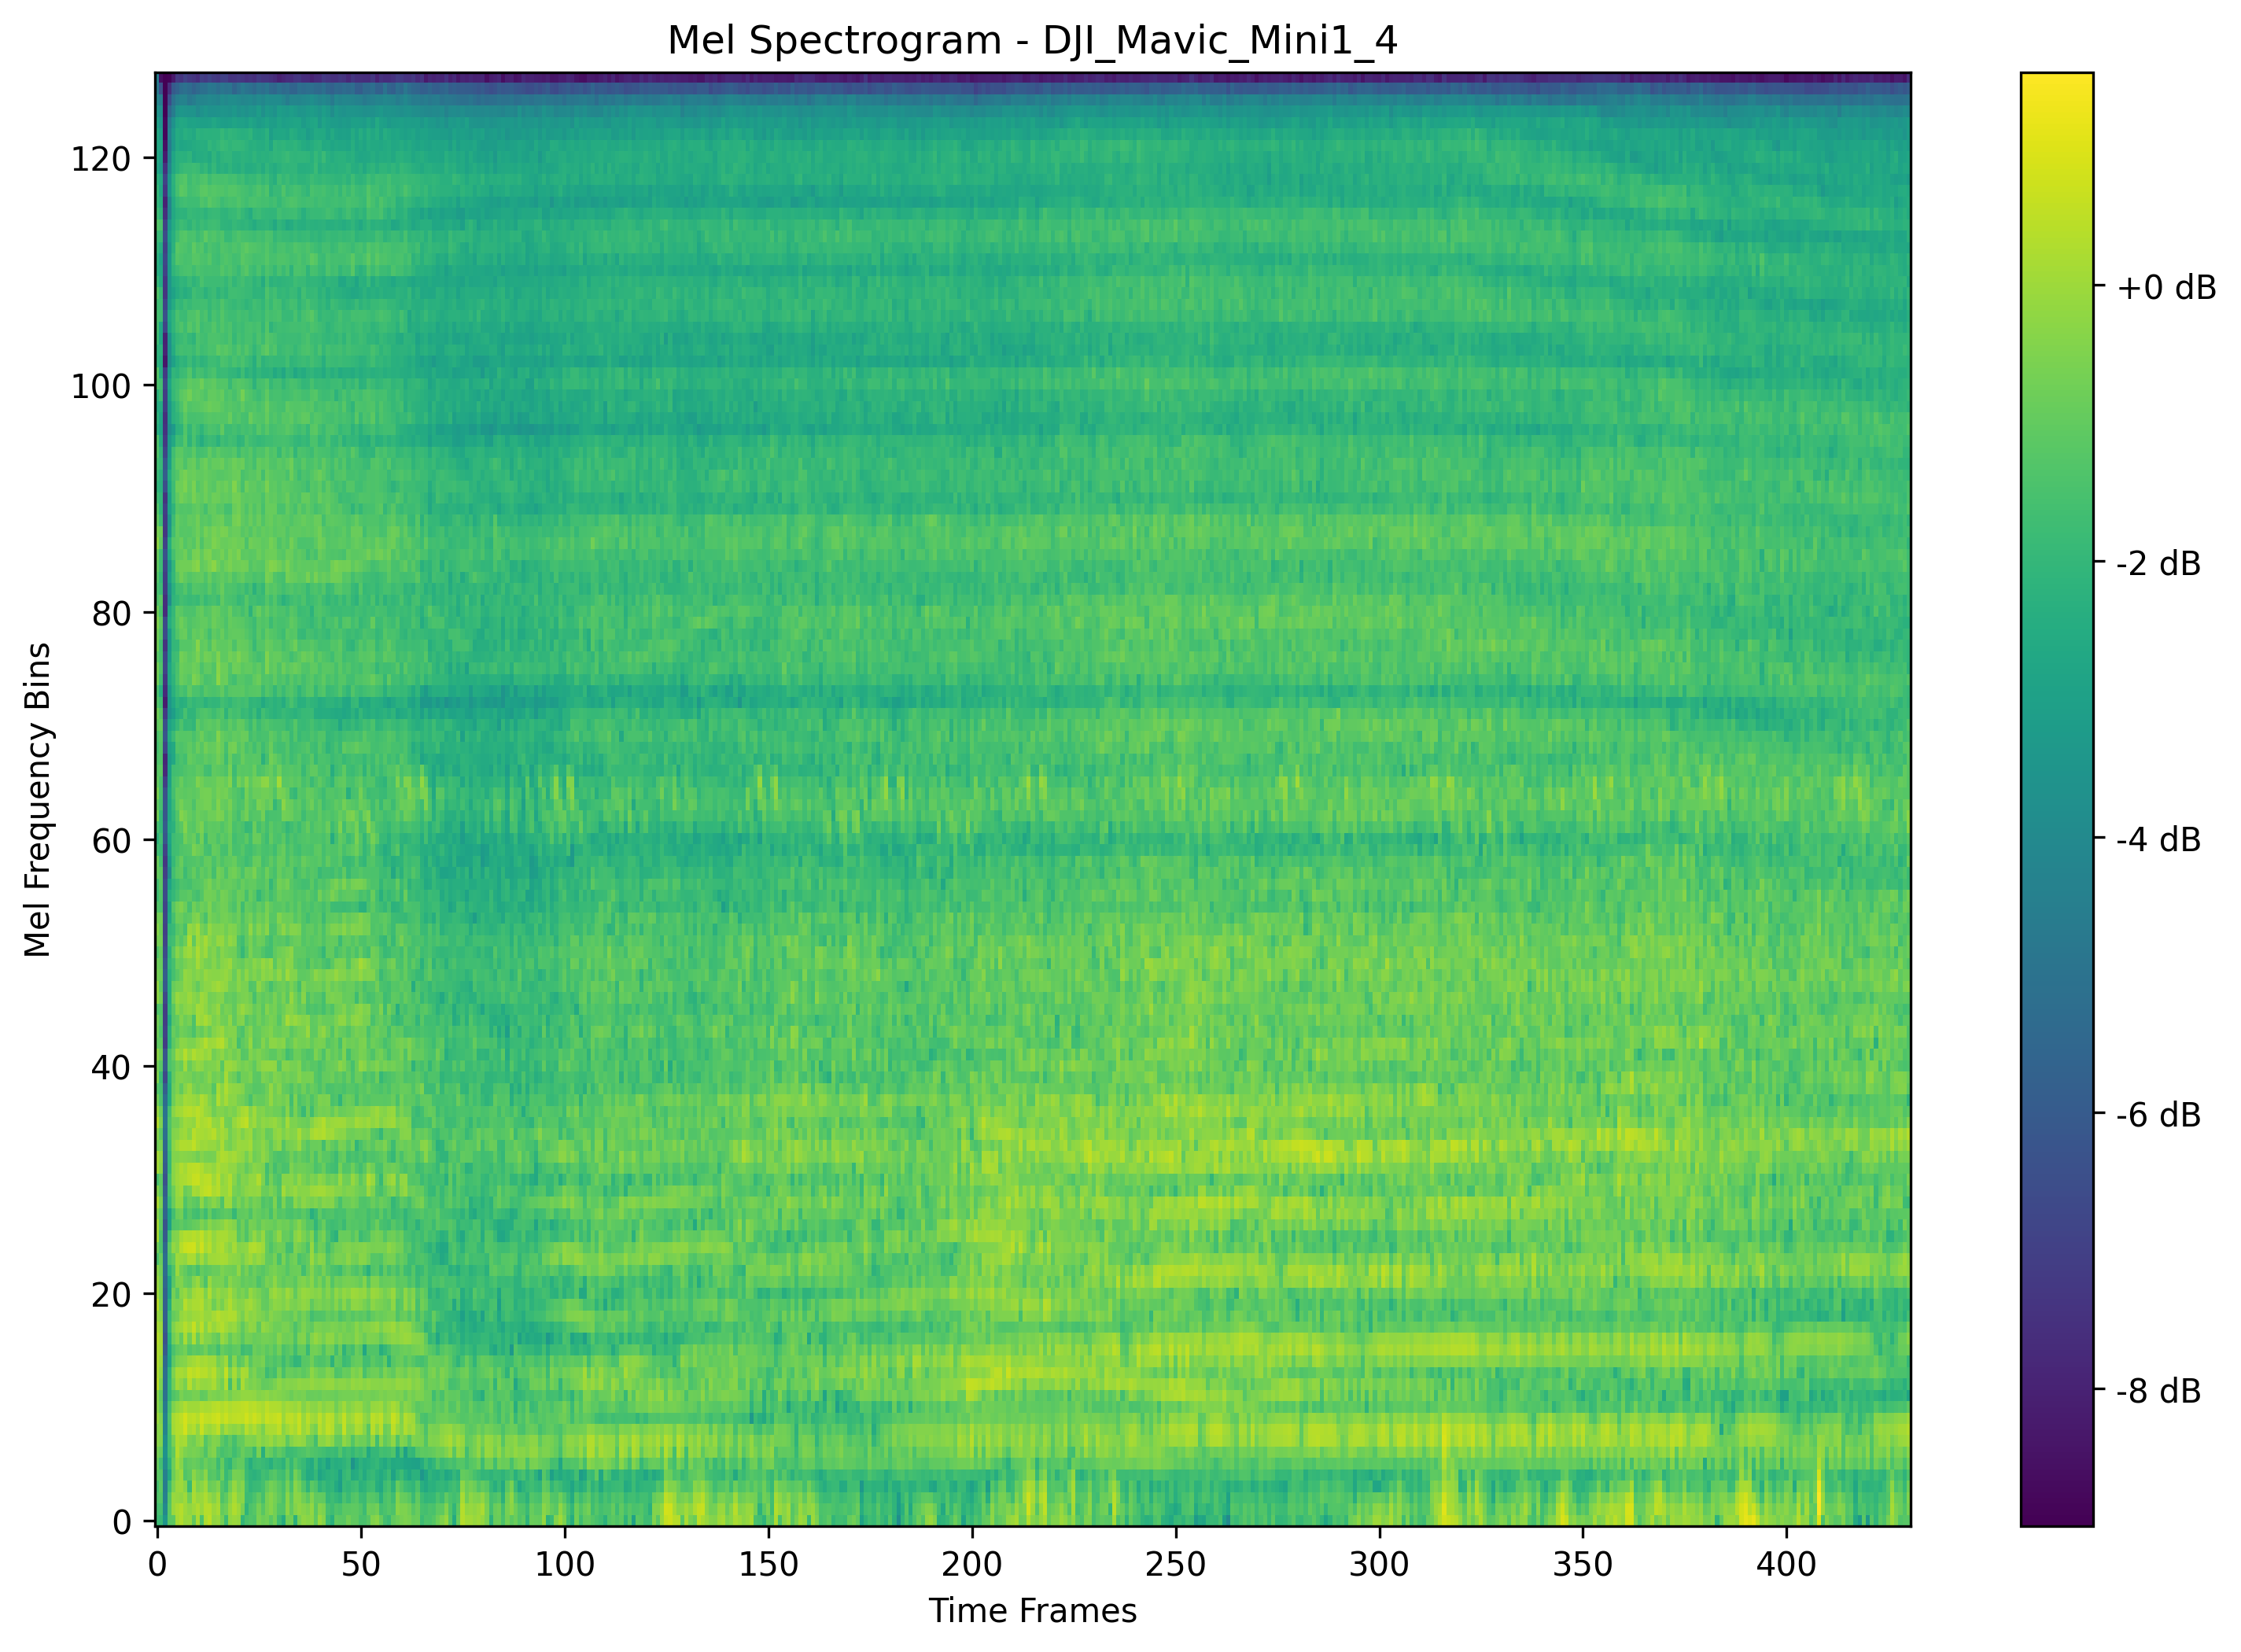 Mel Spectrogram - DJI_Mavic_Mini1_4
Mel Frequency Bins
120
100
80
60
40
20
0
0 50 100 150 200 250 300 350 400
Time Frames
+0 dB
-2 dB
-4 dB
-6 dB
-8 dB